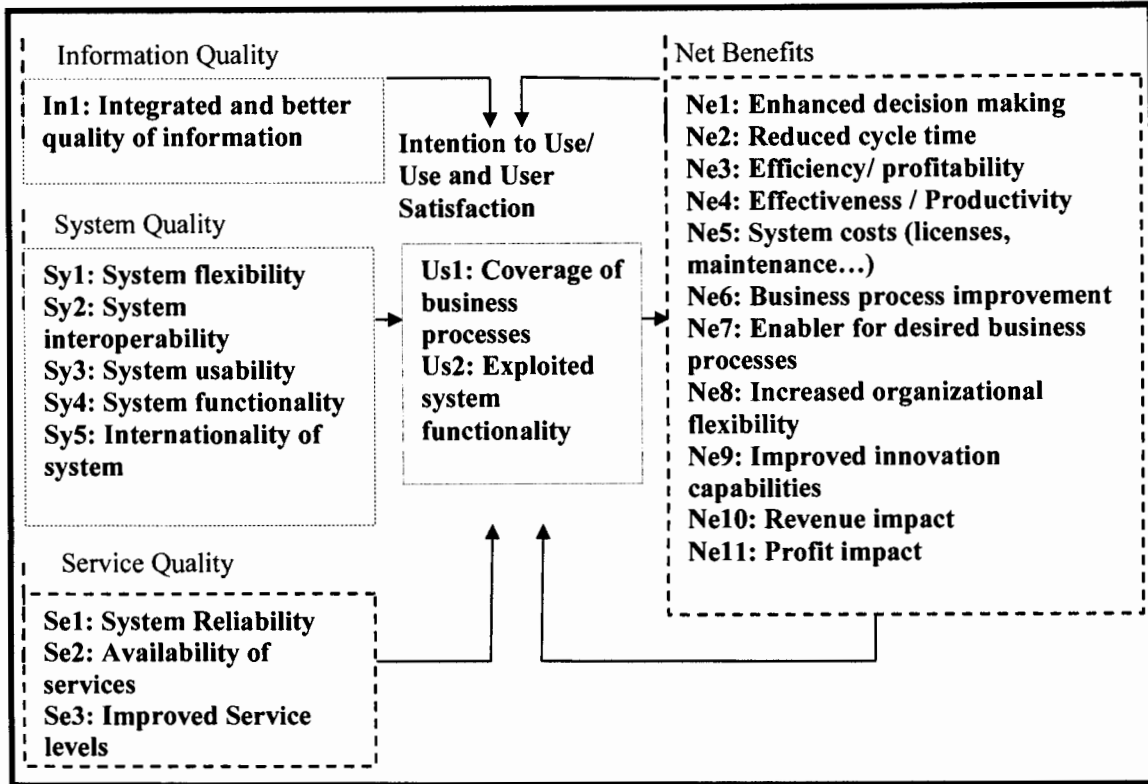 Information Quality
In1: Integrated and better
quality of information
System Quality
Sy1: System flexibility
Sy2: System
interoperability
Sy3: System usability
Sy4: System functionality
Sy5: Internationality of
system
Service Quality
Se1: System Reliability
Se2: Availability of
services
Se3: Improved Service
levels
Intention to Use/
Use and User
Satisfaction
Us1: Coverage of
business
processes
Us2: Exploited
system
functionality
Net Benefits
Ne1: Enhanced decision making
Ne2: Reduced cycle time
Ne3: Efficiency/ profitability
Ne4: Effectiveness / Productivity
Ne5: System costs (licenses,
maintenance…)
Ne6: Business process improvement
Ne7: Enabler for desired business
processes
Ne8: Increased organizational
flexibility
Ne9: Improved innovation
capabilities
Ne10: Revenue impact
Ne11: Profit impact